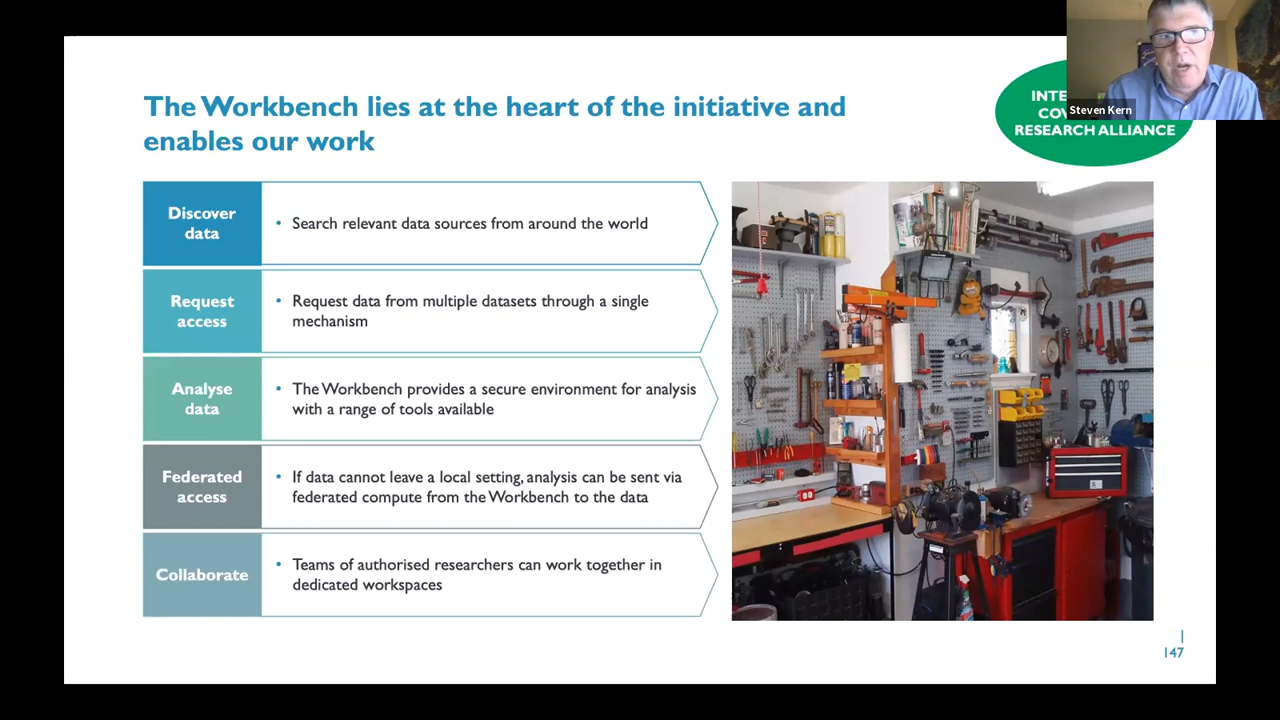 The Workbench lies at the heart of the initiative and
enables our work
RESEARCH ALLIANCE
Steven Kern
Discover
data
• Search relevant data sources from around the world
Request
access
• Request data from multiple datasets through a single
mechanism
Analyse
data
• The Workbench provides a secure environment for analysis
with a range of tools available
Federated
access
• If data cannot leave a local setting, analysis can be sent via
federated compute from the Workbench to the data
Collaborate
• Teams of authorised researchers can work together in
dedicated workspaces
147